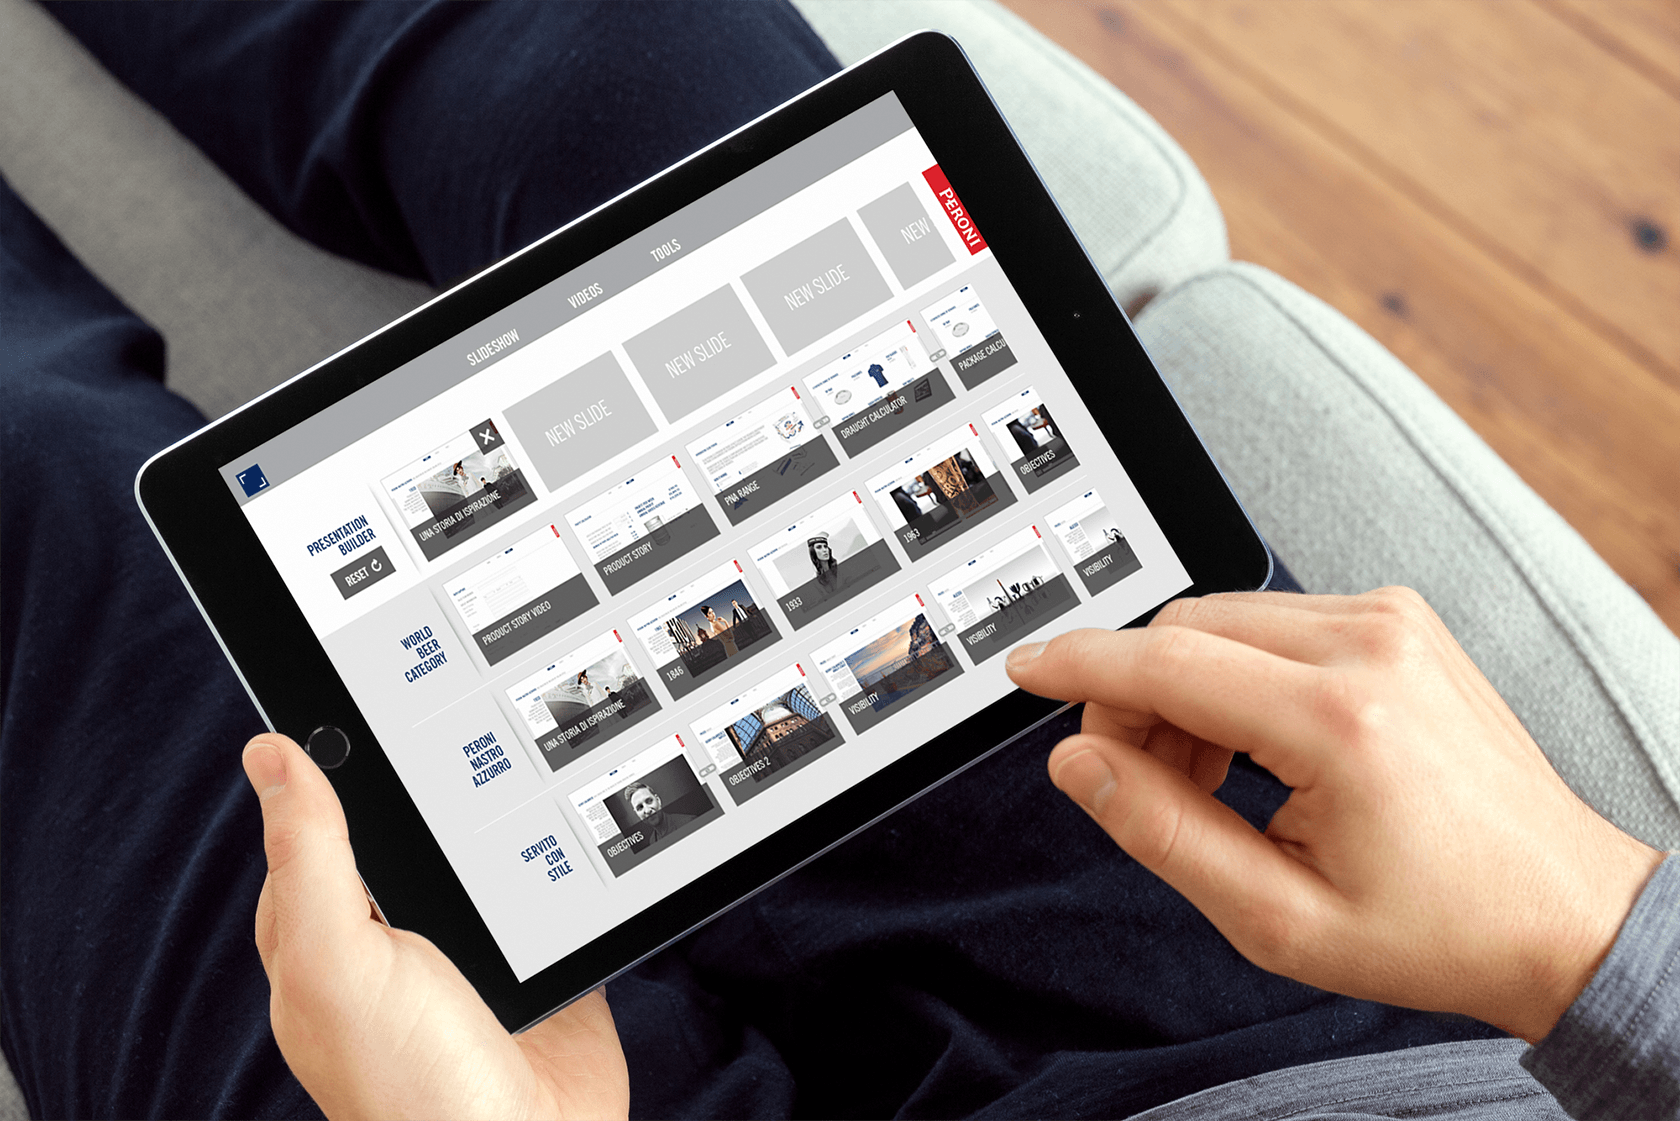 SLIDESHOW
VIDEOS
TOOLS
PERONI
PRESENTATION
BUILDER
RESET
UNA STORIA DI ISPIRAZIONE
NEW SLIDE
NEW SLIDE
NEW SLIDE
NEW
WORLD
BEER
CATEGORY
PRODUCT STORY VIDEO
PRODUCT STORY
PNA RANGE
DRAUGHT CALCULATOR
PACKAGE CALCU
PERONI
NASTRO
AZZURRO
UNA STORIA DI ISPIRAZIONE
1846
1933
1963
OBJECTIVES
SERVITO
CON
STILE
OBJECTIVES
OBJECTIVES 2
VISIBILITY
VISIBILITY
VISIBILITY